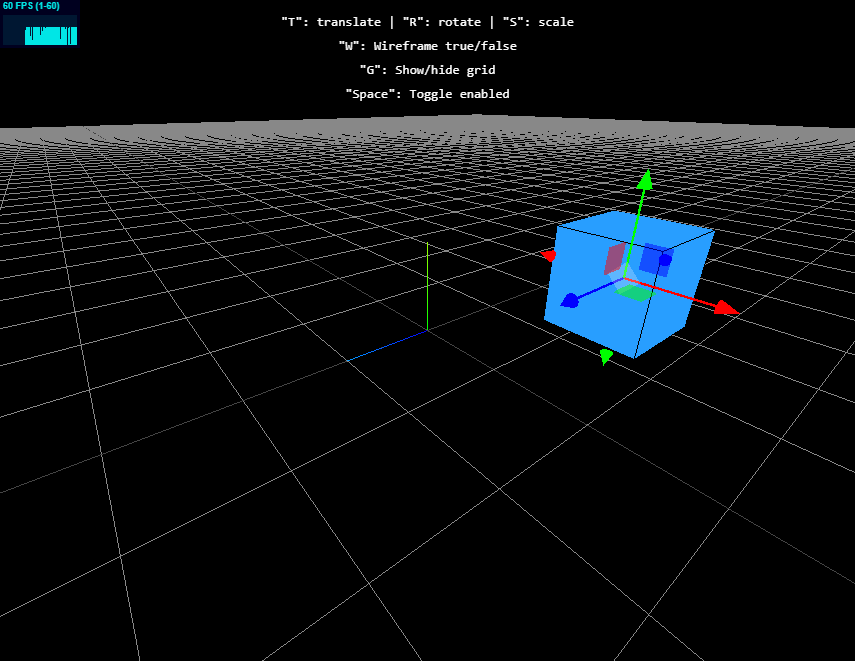 60 FPS (1-60)
"T": translate | "R": rotate | "S": scale
"W": Wireframe true/false
"G": Show/hide grid
"Space": Toggle enabled